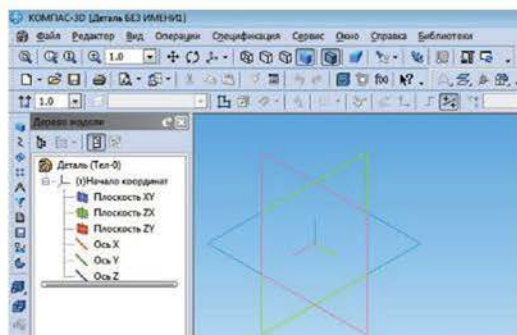 КОМПАС-3D [Деталь БЕЗ ИМЕНИ1]
Файл Редактор Вид Операции Спецификация Сервис Окно Справка Библиотеки
1.0
f(x)
1.0
Дерево модели
Деталь (Тел-0)
(т)Начало координат
Плоскость XY
Плоскость ZX
Плоскость ZY
Ось X
Ось Y
Ось Z